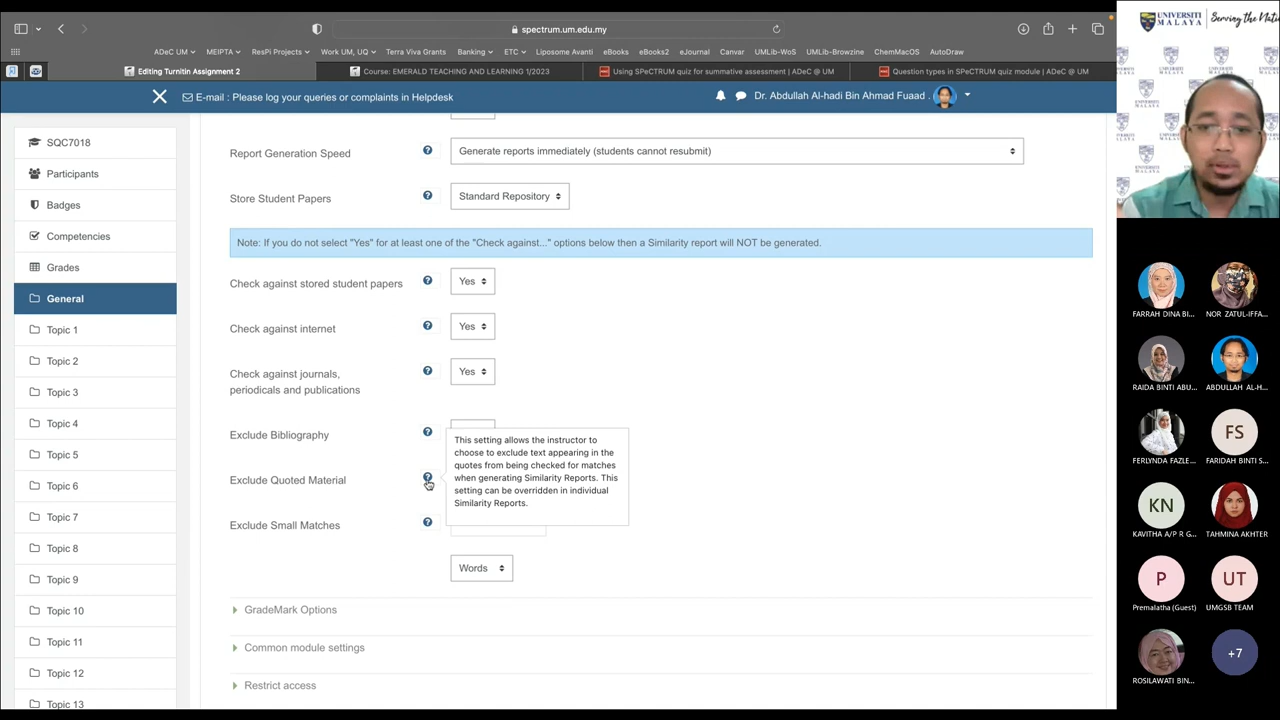 spectrum.um.edu.my
ADeC UM
MEIPTA
ResPi Projects
Work UM, UQ
Terra Viva Grants
Banking
ETC
Liposome Avanti
eBooks
eBooks2
eJournal
Canvar
UMLib-WoS
UMLib-Browzine
ChemMacOS
AutoDraw
Editing Turnitin Assignment 2
Course: EMERALD TEACHING AND LEARNING 1/2023
Using SPeCTRUM quiz for summative assessment | ADeC @ UM
Question types in SPeCTRUM quiz module | ADeC @ UM
E-mail : Please log your queries or complaints in Helpdesk
Dr. Abdullah Al-hadi Bin Ahmad Fuaad .
SQC7018
Participants
Badges
Competencies
Grades
General
Topic 1
Topic 2
Topic 3
Topic 4
Topic 5
Topic 6
Topic 7
Topic 8
Topic 9
Topic 10
Topic 11
Topic 12
Topic 13
Report Generation Speed
Generate reports immediately (students cannot resubmit)
Store Student Papers
Standard Repository
Note: If you do not select "Yes" for at least one of the "Check against..." options below then a Similarity report will NOT be generated.
Check against stored student papers
Yes
Check against internet
Yes
Check against journals,
periodicals and publications
Yes
Exclude Bibliography
Exclude Quoted Material
This setting allows the instructor to
choose to exclude text appearing in the
quotes from being checked for matches
when generating Similarity Reports. This
setting can be overridden in individual
Similarity Reports.
Exclude Small Matches
Words
GradeMark Options
Common module settings
Restrict access
UNIVERSITI
MALAYA
Serving the Nati
FARRAH DINA BI...
NOR ZATUL-IFFA...
RAIDA BINTI ABU...
ABDULLAH AL-H...
FERLYNDA FAZLE...
FS
FARIDAH BINTI S...
KN
KAVITHA A/P R G...
TAHMINA AKHTER
P
Premalatha (Guest)
UT
UMGSB TEAM
ROSILAWATI BIN...
+7